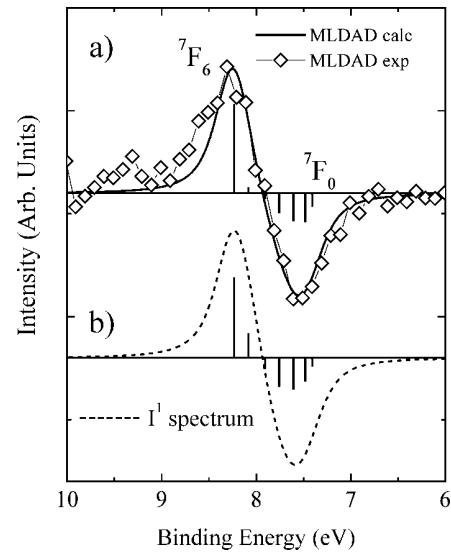 a)
⁷F₆
MLDAD calc
MLDAD exp
⁷F₀
b)
I¹ spectrum
Intensity (Arb. Units)
10 9 8 7 6
Binding Energy (eV)